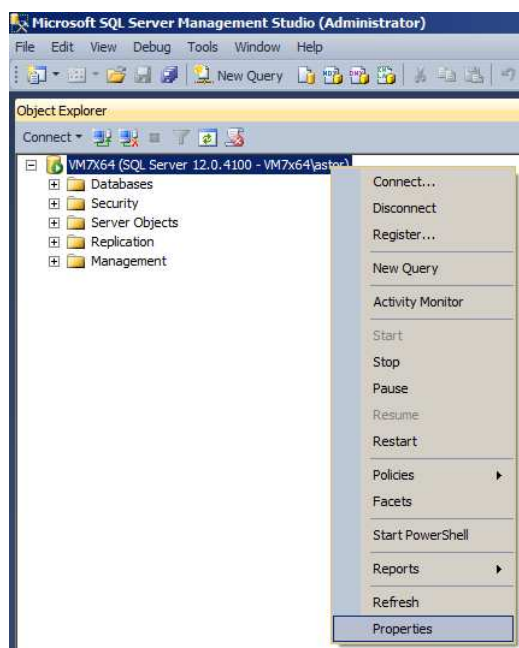 Microsoft SQL Server Management Studio (Administrator)
File Edit View Debug Tools Window Help
New Query
Object Explorer
Connect
VM7X64 (SQL Server 12.0.4100 - VM7x64\astor)
Databases
Security
Server Objects
Replication
Management
Connect...
Disconnect
Register...
New Query
Activity Monitor
Start
Stop
Pause
Resume
Restart
Policies
Facets
Start PowerShell
Reports
Refresh
Properties